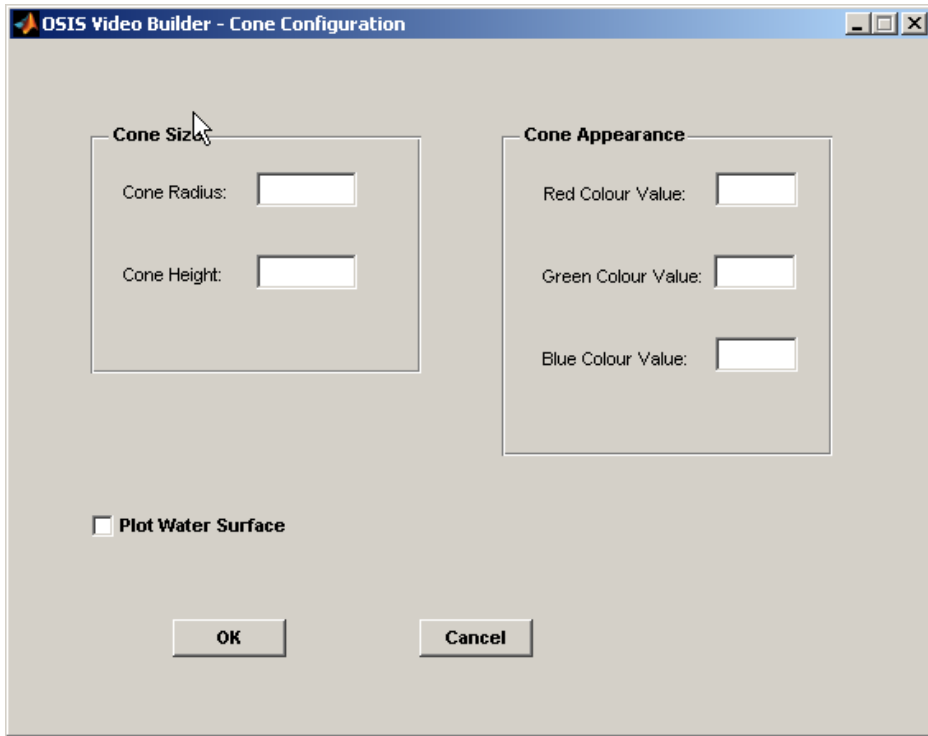 OSIS Video Builder - Cone Configuration
Cone Size
Cone Radius:
Cone Height:
Cone Appearance
Red Colour Value:
Green Colour Value:
Blue Colour Value:
Plot Water Surface
OK
Cancel